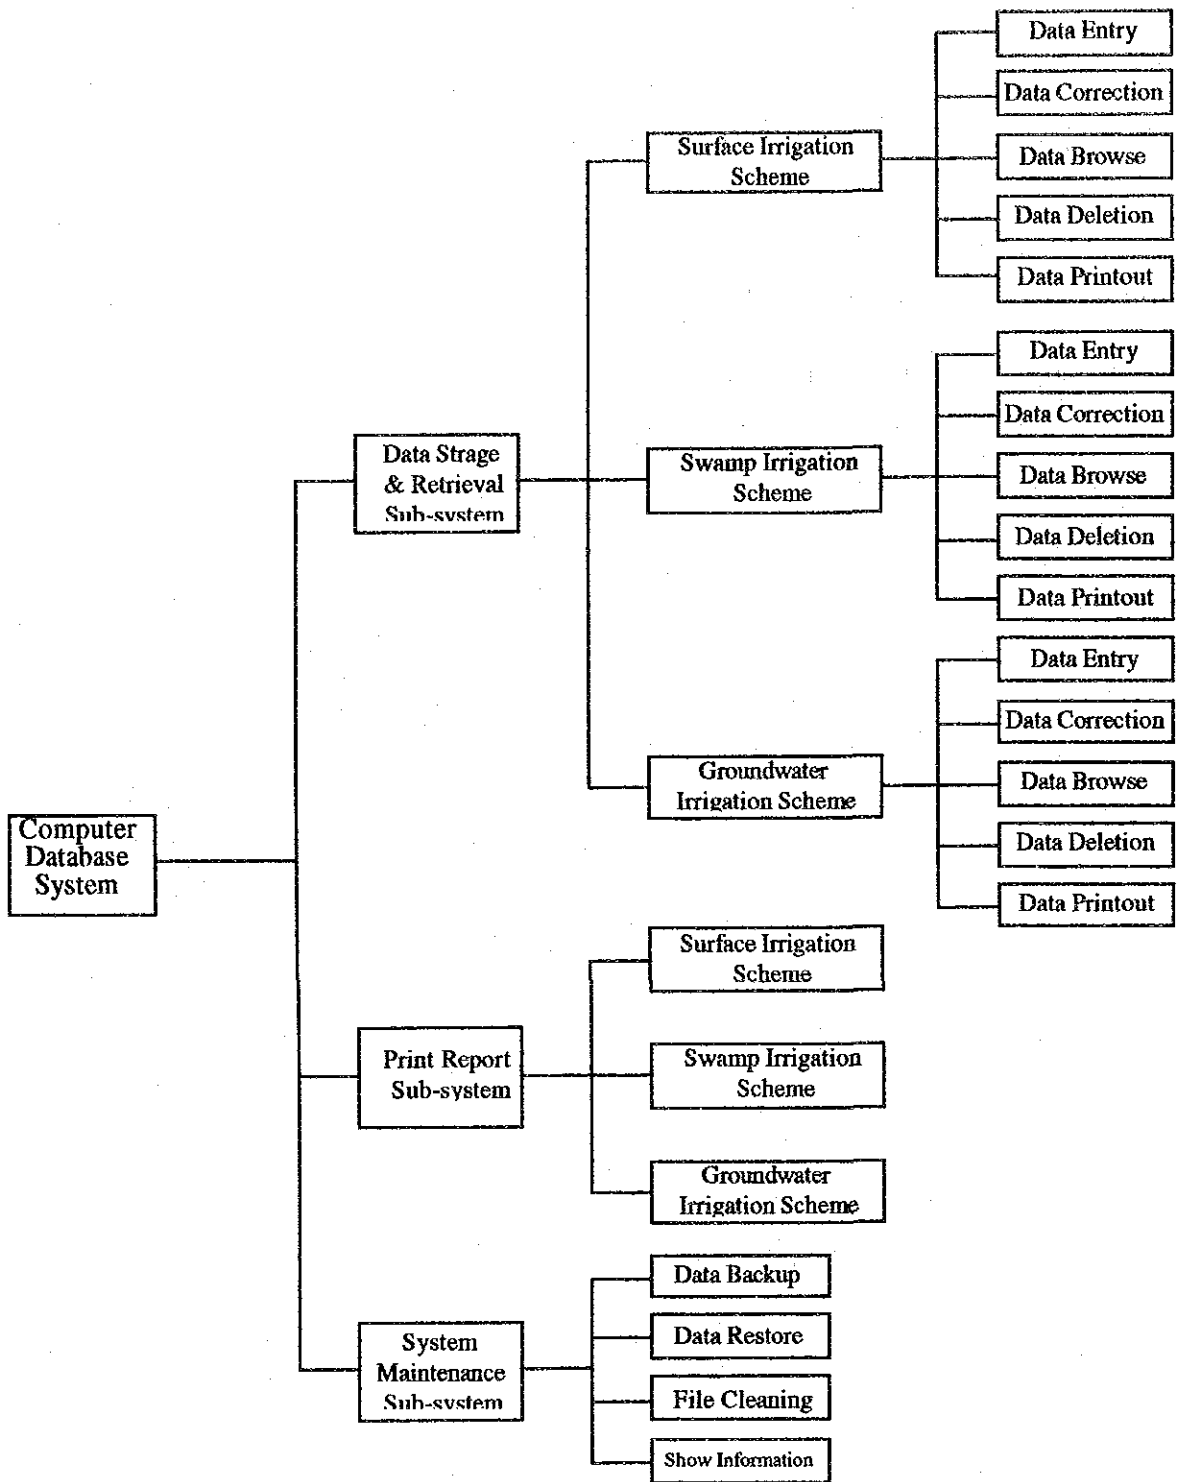 Computer
Database
System
Data Strage
& Retrieval
Sub-system
Surface Irrigation
Scheme
Data Entry
Data Correction
Data Browse
Data Deletion
Data Printout
Swamp Irrigation
Scheme
Data Entry
Data Correction
Data Browse
Data Deletion
Data Printout
Groundwater
Irrigation Scheme
Data Entry
Data Correction
Data Browse
Data Deletion
Data Printout
Print Report
Sub-system
Surface Irrigation
Scheme
Swamp Irrigation
Scheme
Groundwater
Irrigation Scheme
System
Maintenance
Sub-system
Data Backup
Data Restore
File Cleaning
Show Information